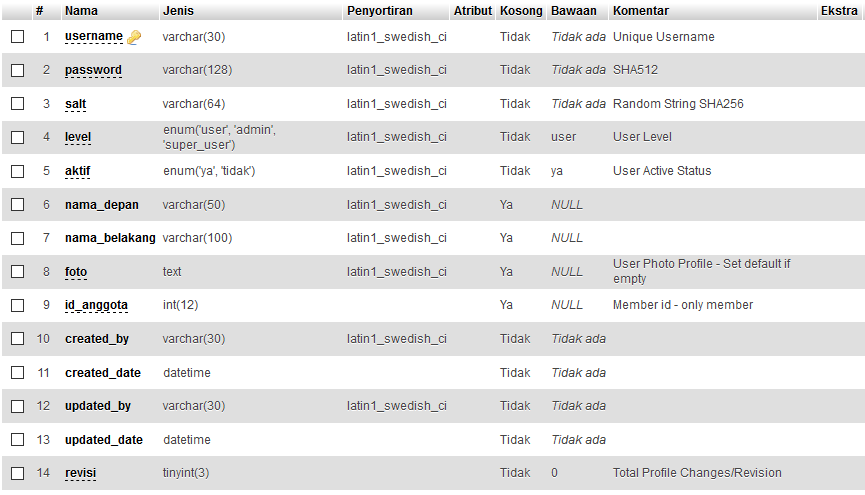 # Nama Jenis Penyortiran Atribut Kosong Bawaan Komentar Ekstra
1 username varchar(30) latin1_swedish_ci Tidak Tidak ada Unique Username
2 password varchar(128) latin1_swedish_ci Tidak Tidak ada SHA512
3 salt varchar(64) latin1_swedish_ci Tidak Tidak ada Random String SHA256
4 level enum('user', 'admin', 'super_user') latin1_swedish_ci Tidak user User Level
5 aktif enum('ya', 'tidak') latin1_swedish_ci Tidak ya User Active Status
6 nama_depan varchar(50) latin1_swedish_ci Ya NULL
7 nama_belakang varchar(100) latin1_swedish_ci Ya NULL
8 foto text latin1_swedish_ci Ya NULL User Photo Profile - Set default if empty
9 id_anggota int(12) Ya NULL Member id - only member
10 created_by varchar(30) latin1_swedish_ci Tidak Tidak ada
11 created_date datetime Tidak Tidak ada
12 updated_by varchar(30) latin1_swedish_ci Tidak Tidak ada
13 updated_date datetime Tidak Tidak ada
14 revisi tinyint(3) Tidak 0 Total Profile Changes/Revision